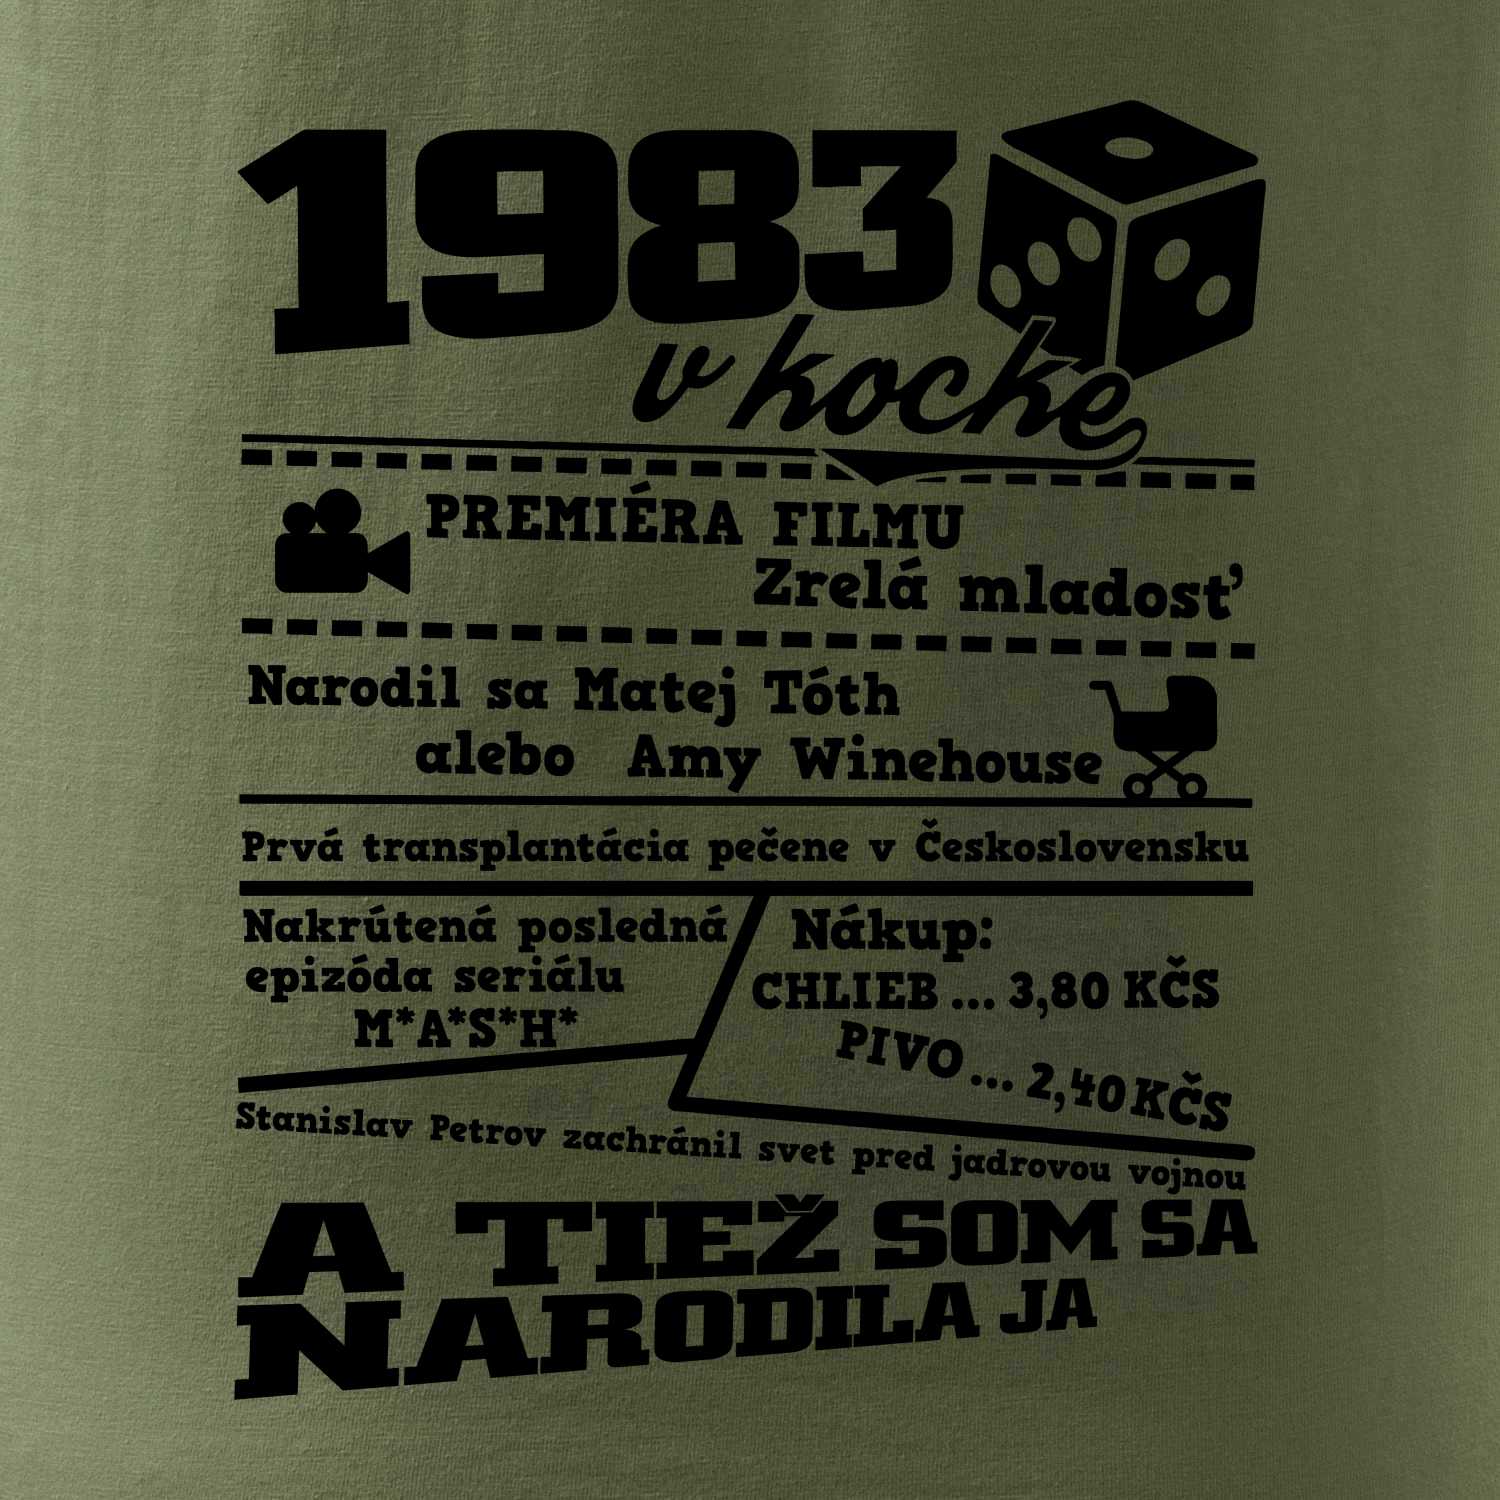 1983
v kocke
PREMIÉRA FILMU
Zrelá mladosť
Narodil sa Matej Tóth
alebo Amy Winehouse
Prvá transplantácia pečene v Československu
Nakrútená posledná
epizóda seriálu
M*A*S*H*
Nákup:
CHLIEB ... 3,80 KČS
PIVO ... 2,40 KČS
Stanislav Petrov zachránil svet pred jadrovou vojnou
A TIEŽ SOM SA
NARODILA JA